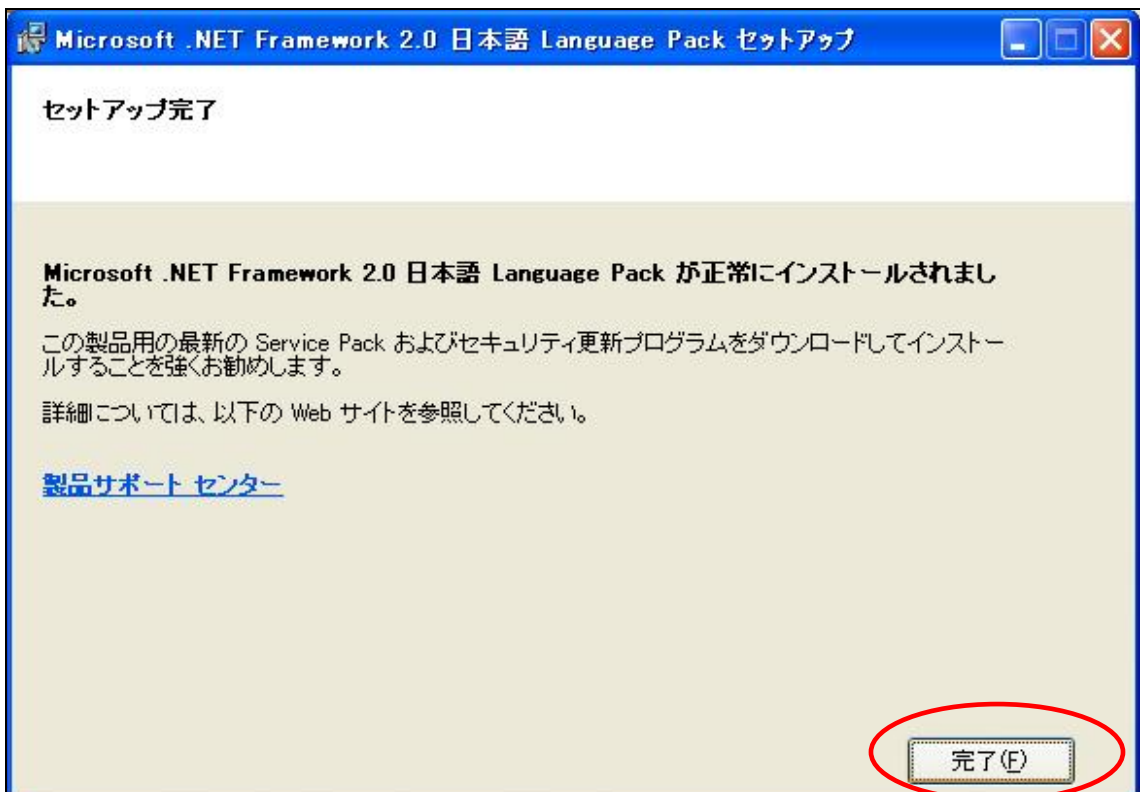 Microsoft .NET Framework 2.0 日本語 Language Pack セットアップ
セットアップ完了
Microsoft .NET Framework 2.0 日本語 Language Pack が正常にインストールされまし
た。
この製品用の最新の Service Pack およびセキュリティ更新プログラムをダウンロードしてインストー
ルすることを強くお勧めします。
詳細については、以下の Web サイトを参照してください。
製品サポート センター
完了(F)